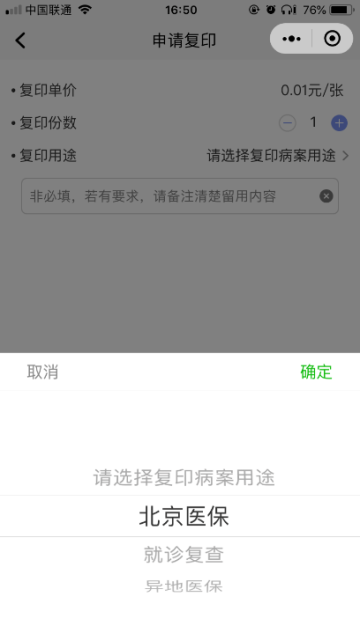 中国联通 16:50 76%
申请复印
•复印单价 0.01元/张
•复印份数 1
•复印用途 请选择复印病案用途
非必填，若有要求，请备注清楚留用内容
取消 确定
请选择复印病案用途
北京医保
就诊复查
异地医保